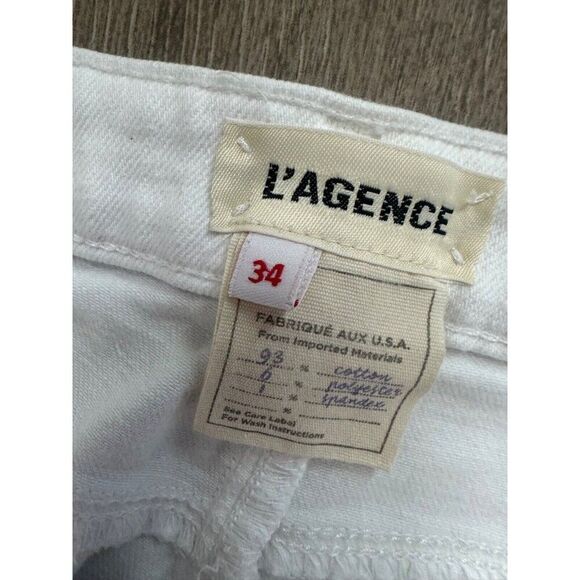 L'AGENCE
34
FABRIQUÉ AUX U.S.A.
From Imported Materials
93 % cotton
6 % polyester
1 % spandex
%
See Care Label
For Wash Instructions